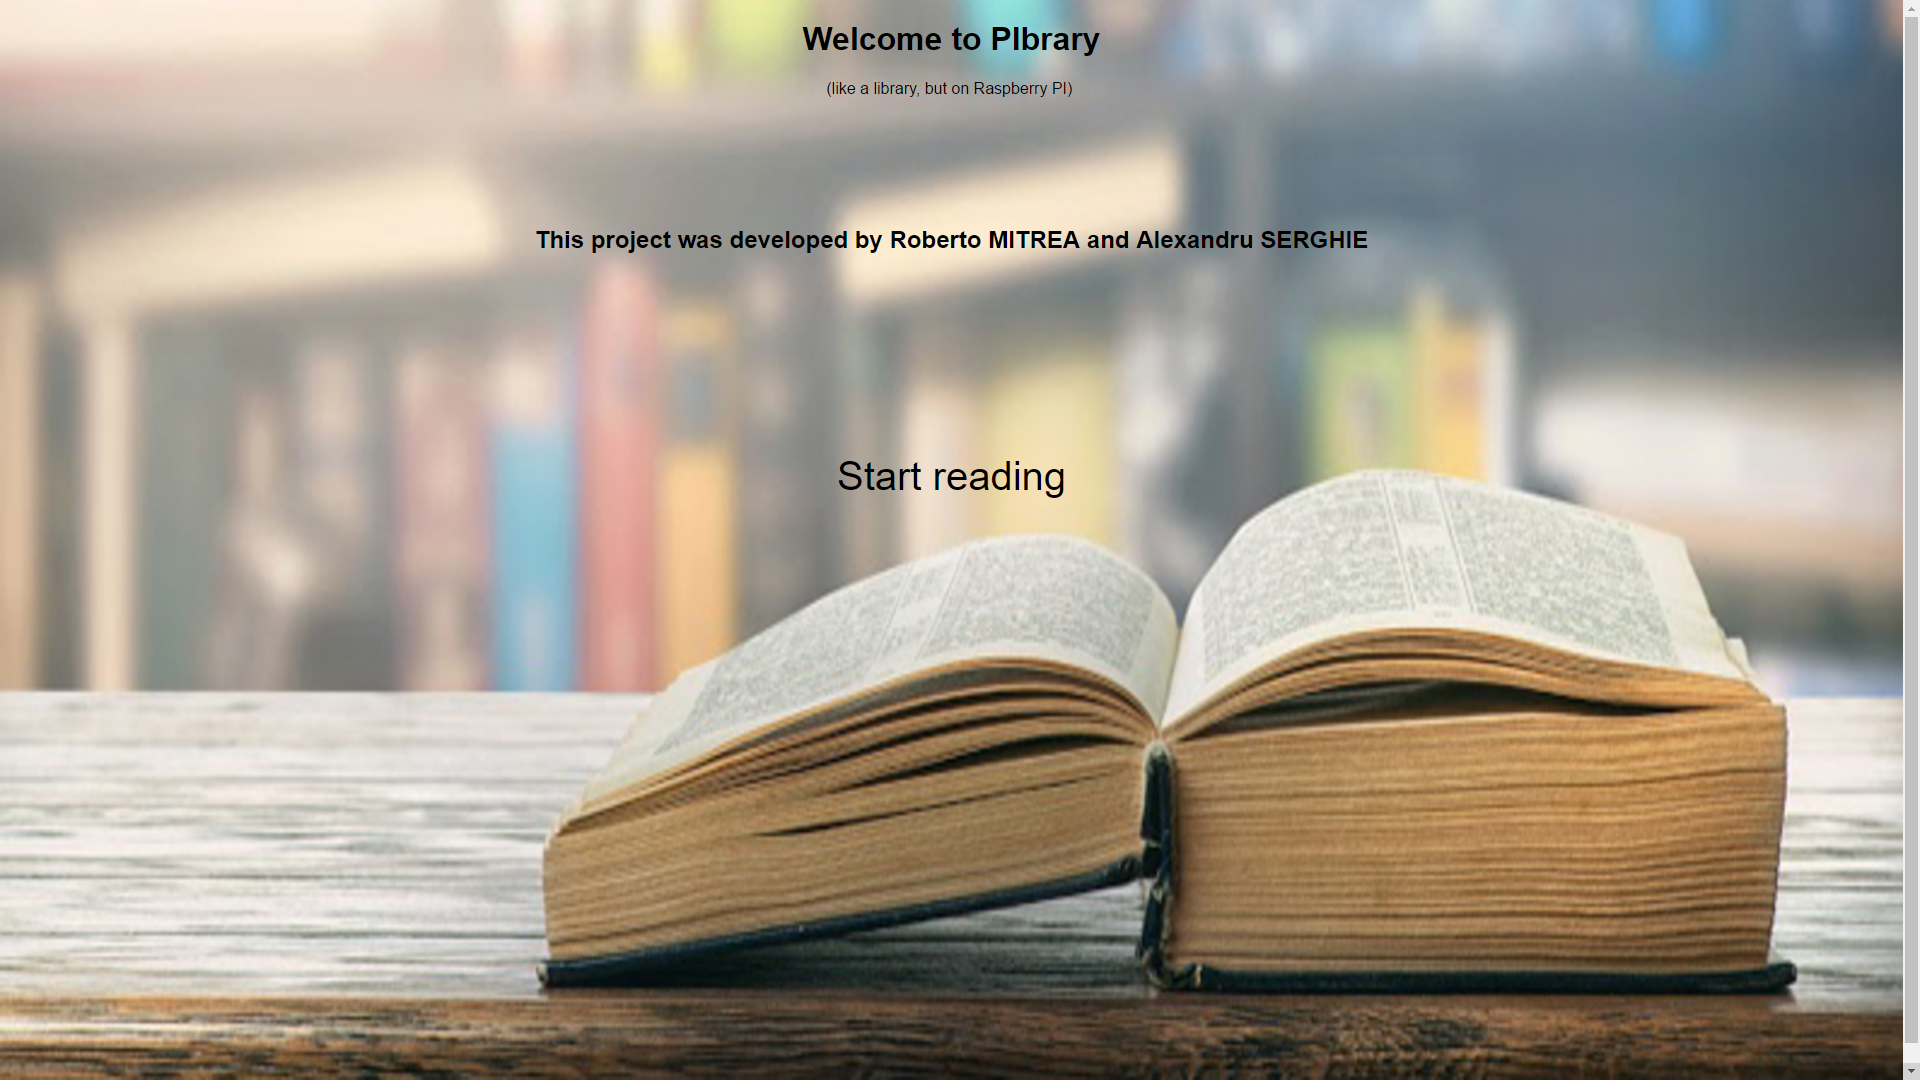 Welcome to PIbrary
(like a library, but on Raspberry PI)
This project was developed by Roberto MITREA and Alexandru SERGHIE
Start reading